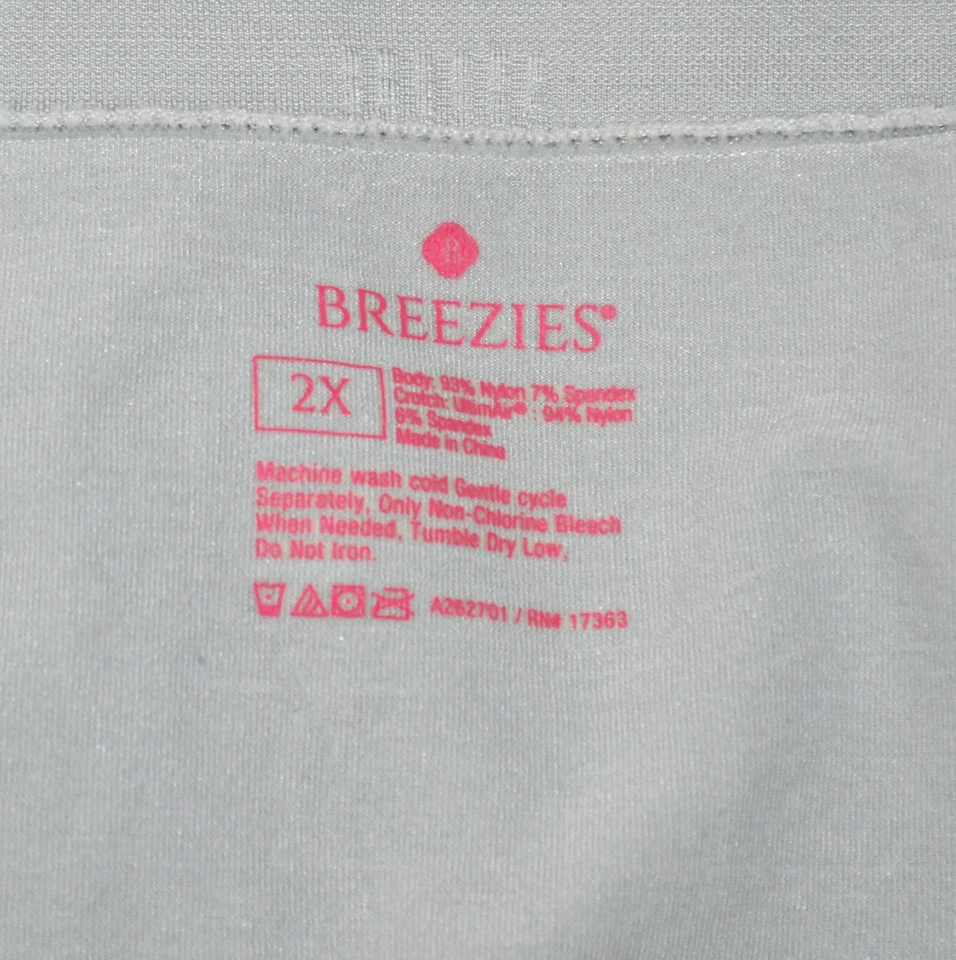 B
BREEZIES®
2X
Body: 93% Nylon 7% Spandex
Crotch: UltimAir® : 94% Nylon
6% Spandex
Made in China
Machine wash cold Gentle cycle
Separately, Only Non-Chlorine Bleach
When Needed, Tumble Dry Low,
Do Not Iron.
A262701 / RN# 17363